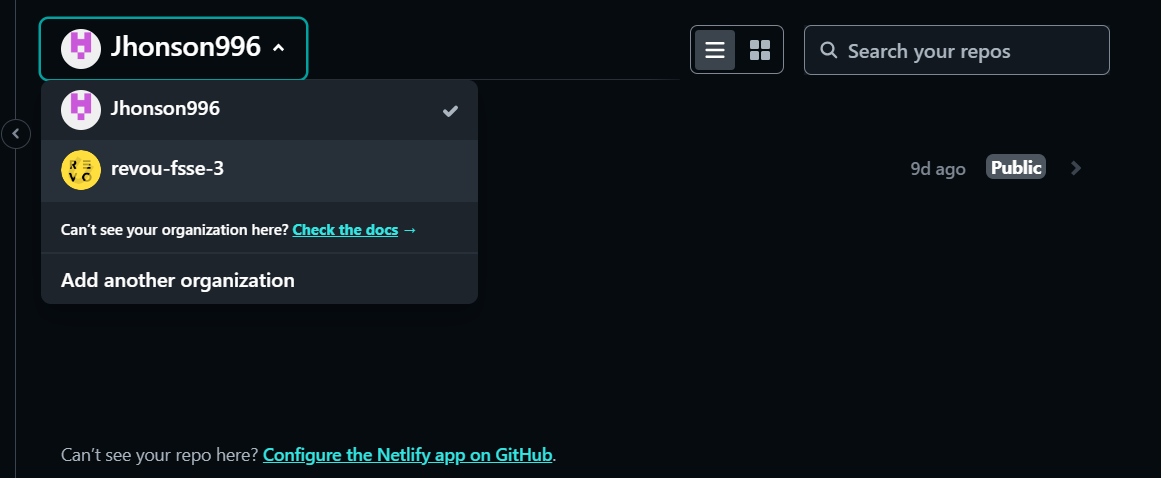 Jhonson996
Search your repos
Jhonson996
revou-fsse-3
9d ago Public
Can't see your organization here? Check the docs →
Add another organization
Can't see your repo here? Configure the Netlify app on GitHub.